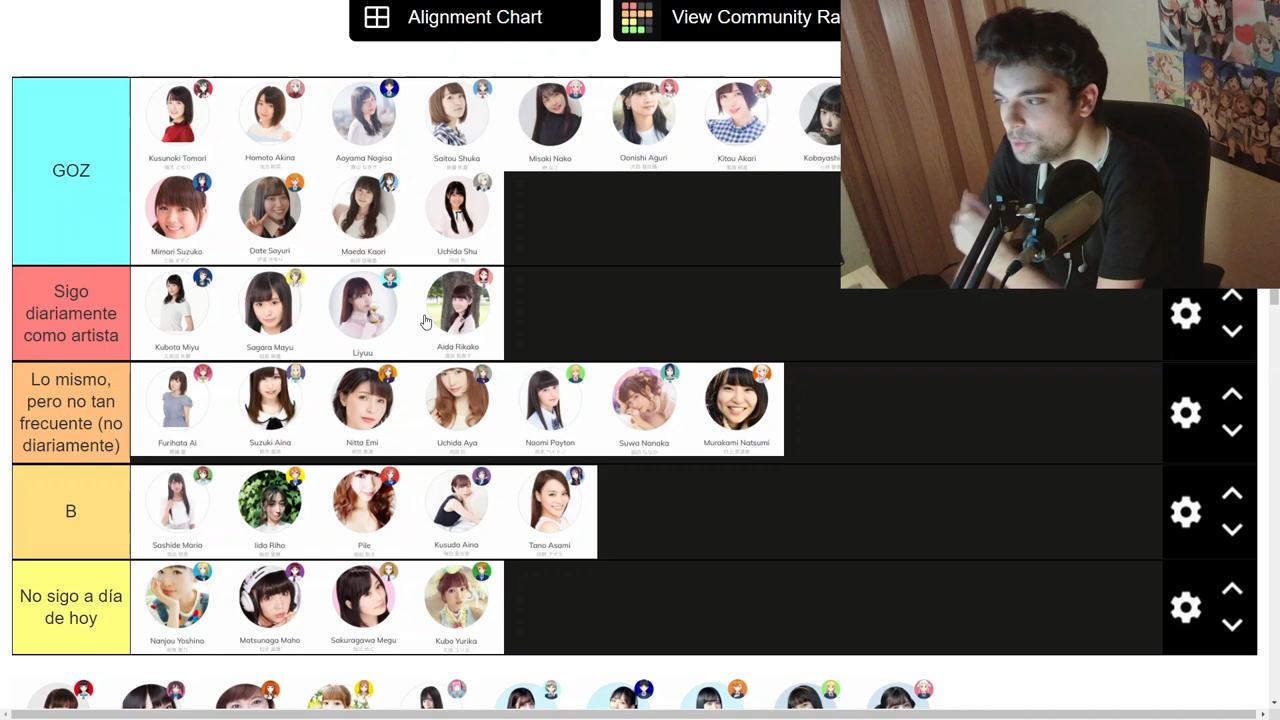 Alignment Chart
View Community Ra
GOZ
Kusunoki Tomori
Homoto Akina
Aoyama Nagisa
Saitou Shuka
Misaki Nako
Oonishi Aguri
Kitou Akari
Kobayashi
Mimori Suzuko
Date Sayuri
Maeda Kaori
Uchida Shu
Sigo
diariamente
como artista
Kubota Miyu
Sagara Mayu
Liyuu
Aida Rikako
Lo mismo,
pero no tan
frecuente (no
diariamente)
Furihata Ai
Suzuki Aina
Nitta Emi
Uchida Aya
Naomi Payton
Suwa Nanaka
Murakami Natsumi
B
Sashide Maria
Iida Riho
Pile
Kusuda Aina
Tano Asami
No sigo a día
de hoy
Nanjou Yoshino
Matsunaga Maho
Sakuragawa Megu
Kubo Yurika